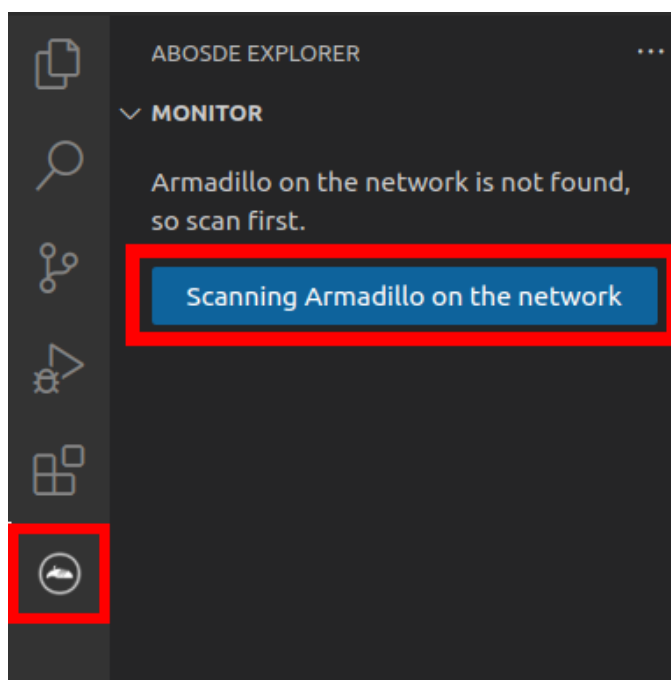 ABOSDE EXPLORER
MONITOR
Armadillo on the network is not found,
so scan first.
Scanning Armadillo on the network